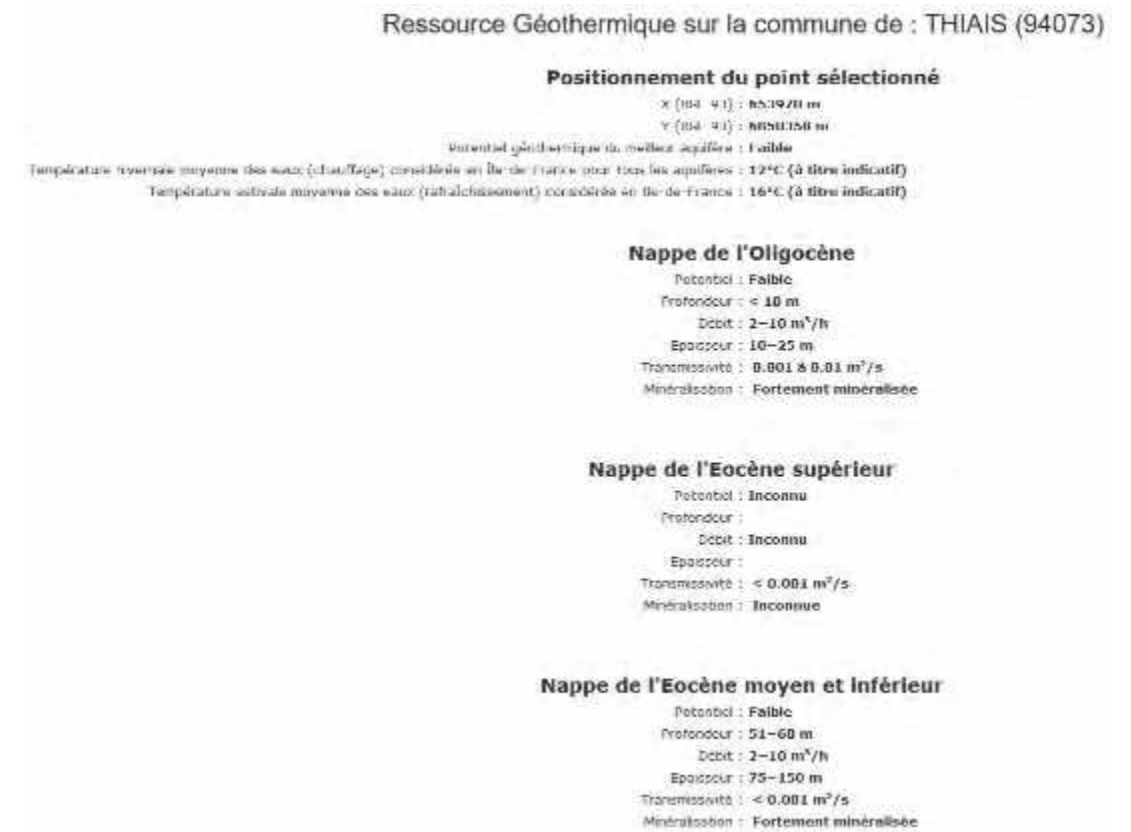 Ressource Géothermique sur la commune de : THIAIS (94073)
Positionnement du point sélectionné
X (                ) :
Y (                ) :
Potentiel géothermique du meilleur aquifère : Faible
Température hivernale moyenne des eaux (chauffage) considérée en Île-de-France pour tous les aquifères : 12°C (à titre indicatif)
Température estivale moyenne des eaux (rafraîchissement) considérée en Ile-de-France : 16°C (à titre indicatif)
Nappe de l'Oligocène
Potentiel : Faible
Profondeur : < 10 m
Débit : 2–10 m³/h
Epaisseur : 10–25 m
Transmissivité : 0.001 à 0.01 m²/s
Minéralisation : Fortement minéralisée
Nappe de l'Eocène supérieur
Potentiel : Inconnu
Profondeur :
Débit : Inconnu
Epaisseur :
Transmissivité : < 0.001 m²/s
Minéralisation : Inconnue
Nappe de l'Eocène moyen et inférieur
Potentiel : Faible
Profondeur : 51–60 m
Débit : 2–10 m³/h
Epaisseur : 75–150 m
Transmissivité : < 0.001 m²/s
Minéralisation : Fortement minéralisée